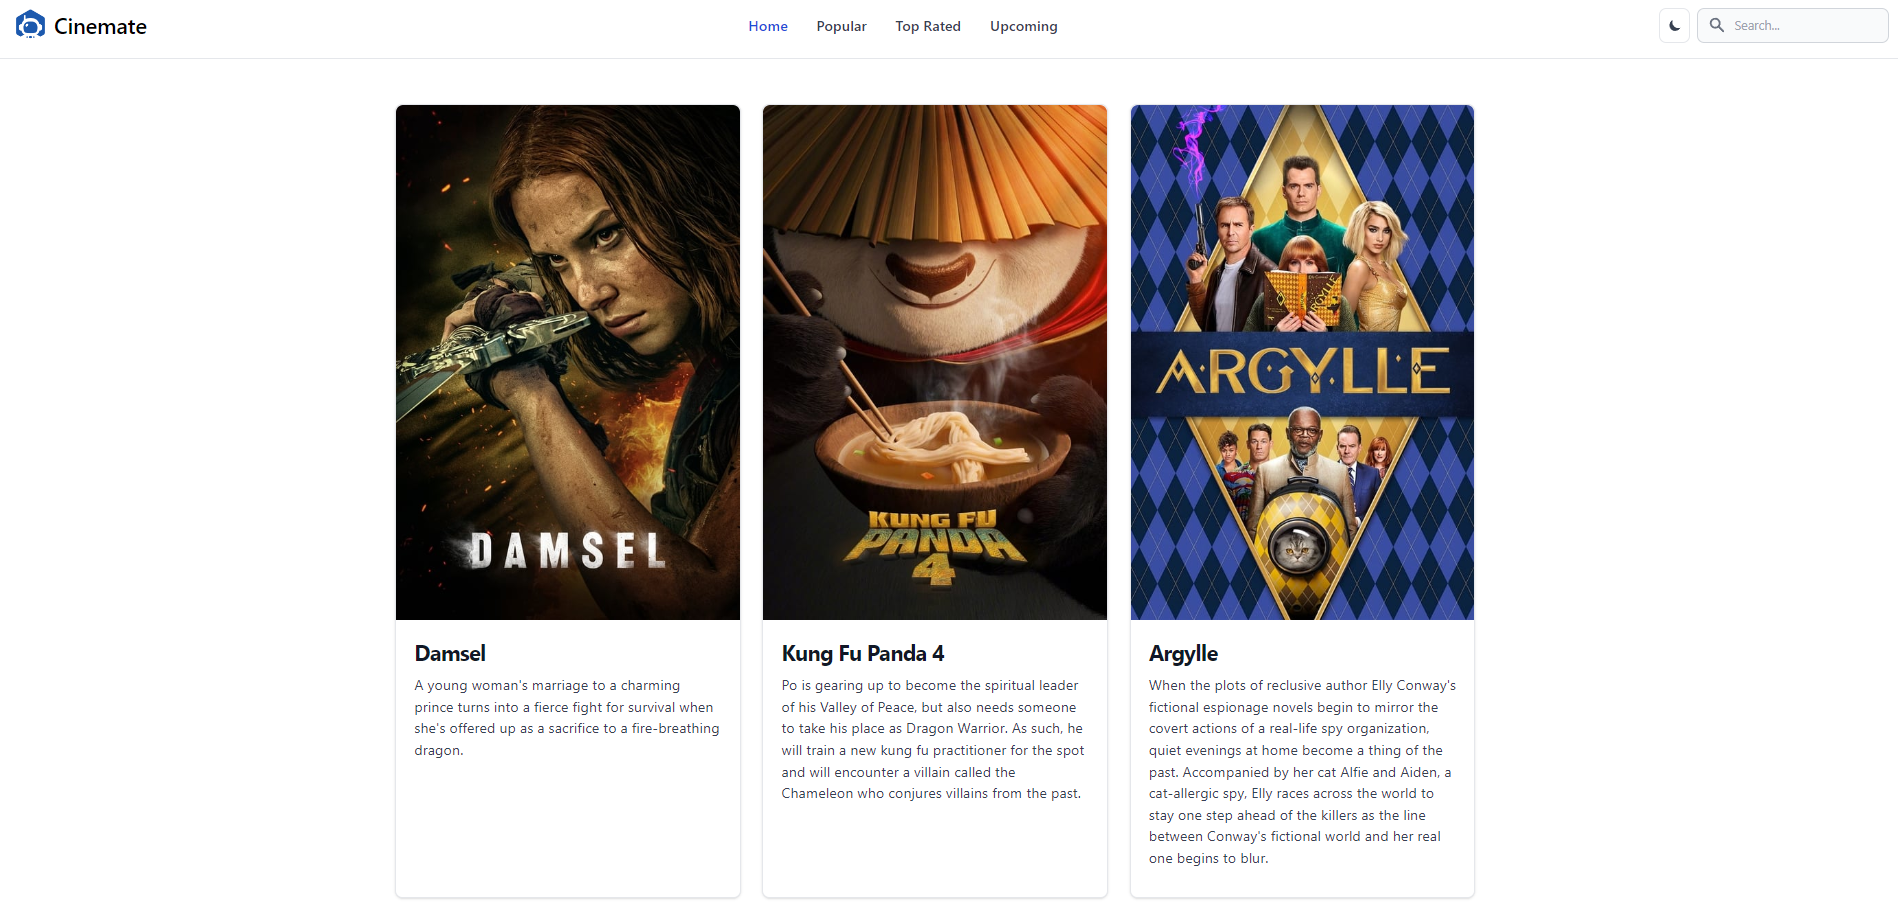 Cinemate
Home
Popular
Top Rated
Upcoming
Search...
DAMSEL
KUNG FU
PANDA
4
ARGYLLE
ARGYLLE
Damsel
A young woman's marriage to a charming
prince turns into a fierce fight for survival when
she's offered up as a sacrifice to a fire-breathing
dragon.
Kung Fu Panda 4
Po is gearing up to become the spiritual leader
of his Valley of Peace, but also needs someone
to take his place as Dragon Warrior. As such, he
will train a new kung fu practitioner for the spot
and will encounter a villain called the
Chameleon who conjures villains from the past.
Argylle
When the plots of reclusive author Elly Conway's
fictional espionage novels begin to mirror the
covert actions of a real-life spy organization,
quiet evenings at home become a thing of the
past. Accompanied by her cat Alfie and Aiden, a
cat-allergic spy, Elly races across the world to
stay one step ahead of the killers as the line
between Conway's fictional world and her real
one begins to blur.